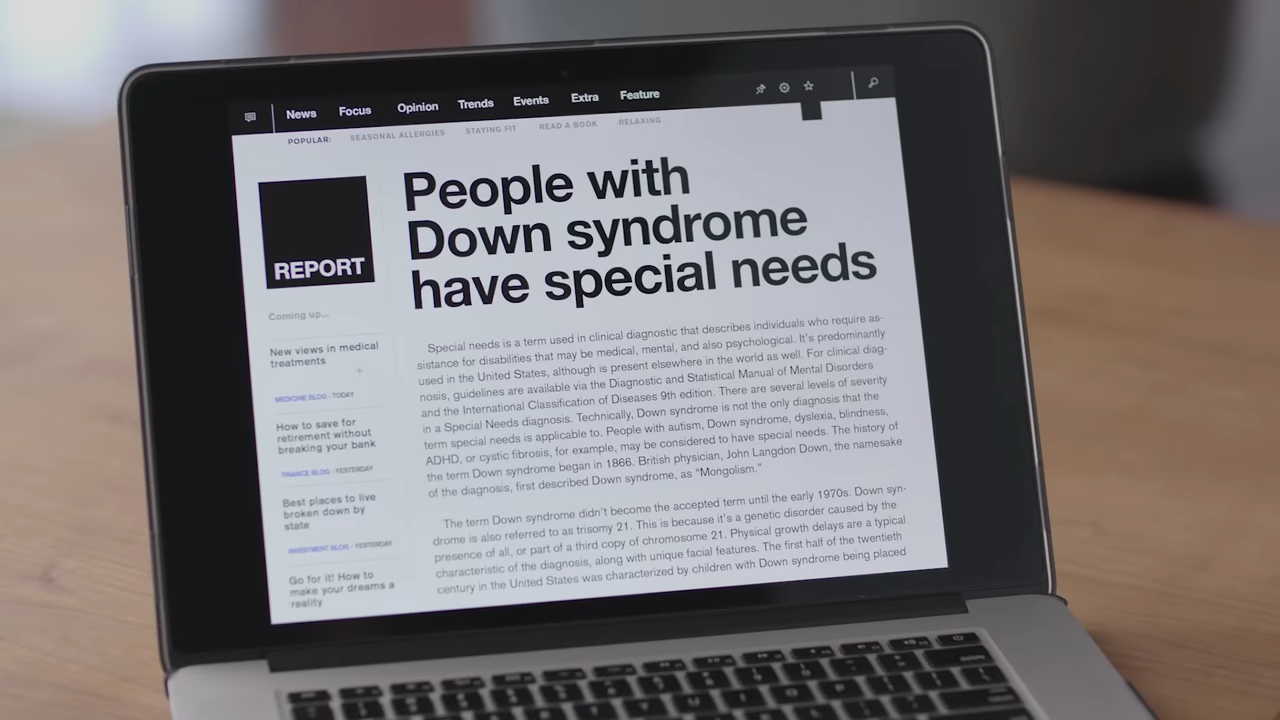 News Focus Opinion Trends Events Extra Feature
POPULAR: SEASONAL ALLERGIES STAYING FIT READ A BOOK RELAXING
REPORT
Coming up...
New views in medical
treatments
MEDICINE BLOG - TODAY
How to save for
retirement without
breaking your bank
FINANCE BLOG - YESTERDAY
Best places to live
broken down by
state
INVESTMENT BLOG - YESTERDAY
Go for it! How to
make your dreams a
reality
People with
Down syndrome
have special needs
Special needs is a term used in clinical diagnostic that describes individuals who require as-
sistance for disabilities that may be medical, mental, and also psychological. It's predominantly
used in the United States, although is present elsewhere in the world as well. For clinical diag-
nosis, guidelines are available via the Diagnostic and Statistical Manual of Mental Disorders
and the International Classification of Diseases 9th edition. There are several levels of severity
in a Special Needs diagnosis. Technically, Down syndrome is not the only diagnosis that the
term special needs is applicable to. People with autism, Down syndrome, dyslexia, blindness,
ADHD, or cystic fibrosis, for example, may be considered to have special needs. The history of
the term Down syndrome began in 1866. British physician, John Langdon Down, the namesake
of the diagnosis, first described Down syndrome, as “Mongolism.”
The term Down syndrome didn't become the accepted term until the early 1970s. Down syn-
drome is also referred to as trisomy 21. This is because it's a genetic disorder caused by the
presence of all, or part of a third copy of chromosome 21. Physical growth delays are a typical
characteristic of the diagnosis, along with unique facial features. The first half of the twentieth
century in the United States was characterized by children with Down syndrome being placed